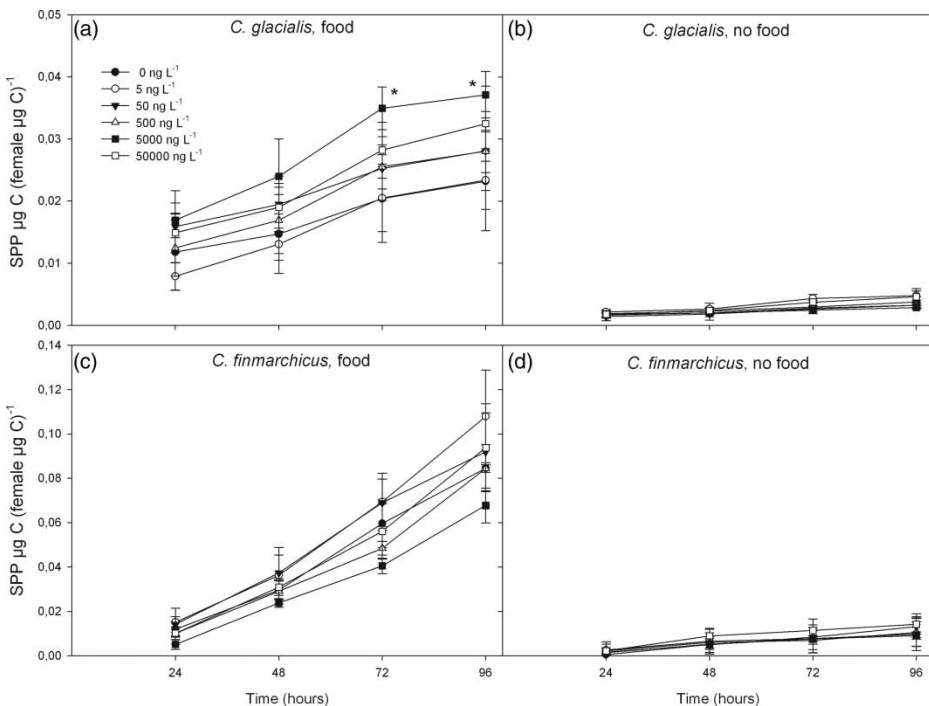 (a) C. glacialis, food
(b) C. glacialis, no food
0,05
0,04
0,03
0,02
0,01
0,00
SPP µg C (female µg C)⁻¹
0 ng L⁻¹
5 ng L⁻¹
50 ng L⁻¹
500 ng L⁻¹
5000 ng L⁻¹
50000 ng L⁻¹
*
*
(c) C. finmarchicus, food
(d) C. finmarchicus, no food
0,14
0,12
0,10
0,08
0,06
0,04
0,02
0,00
SPP µg C (female µg C)⁻¹
24 48 72 96
24 48 72 96
Time (hours)
Time (hours)